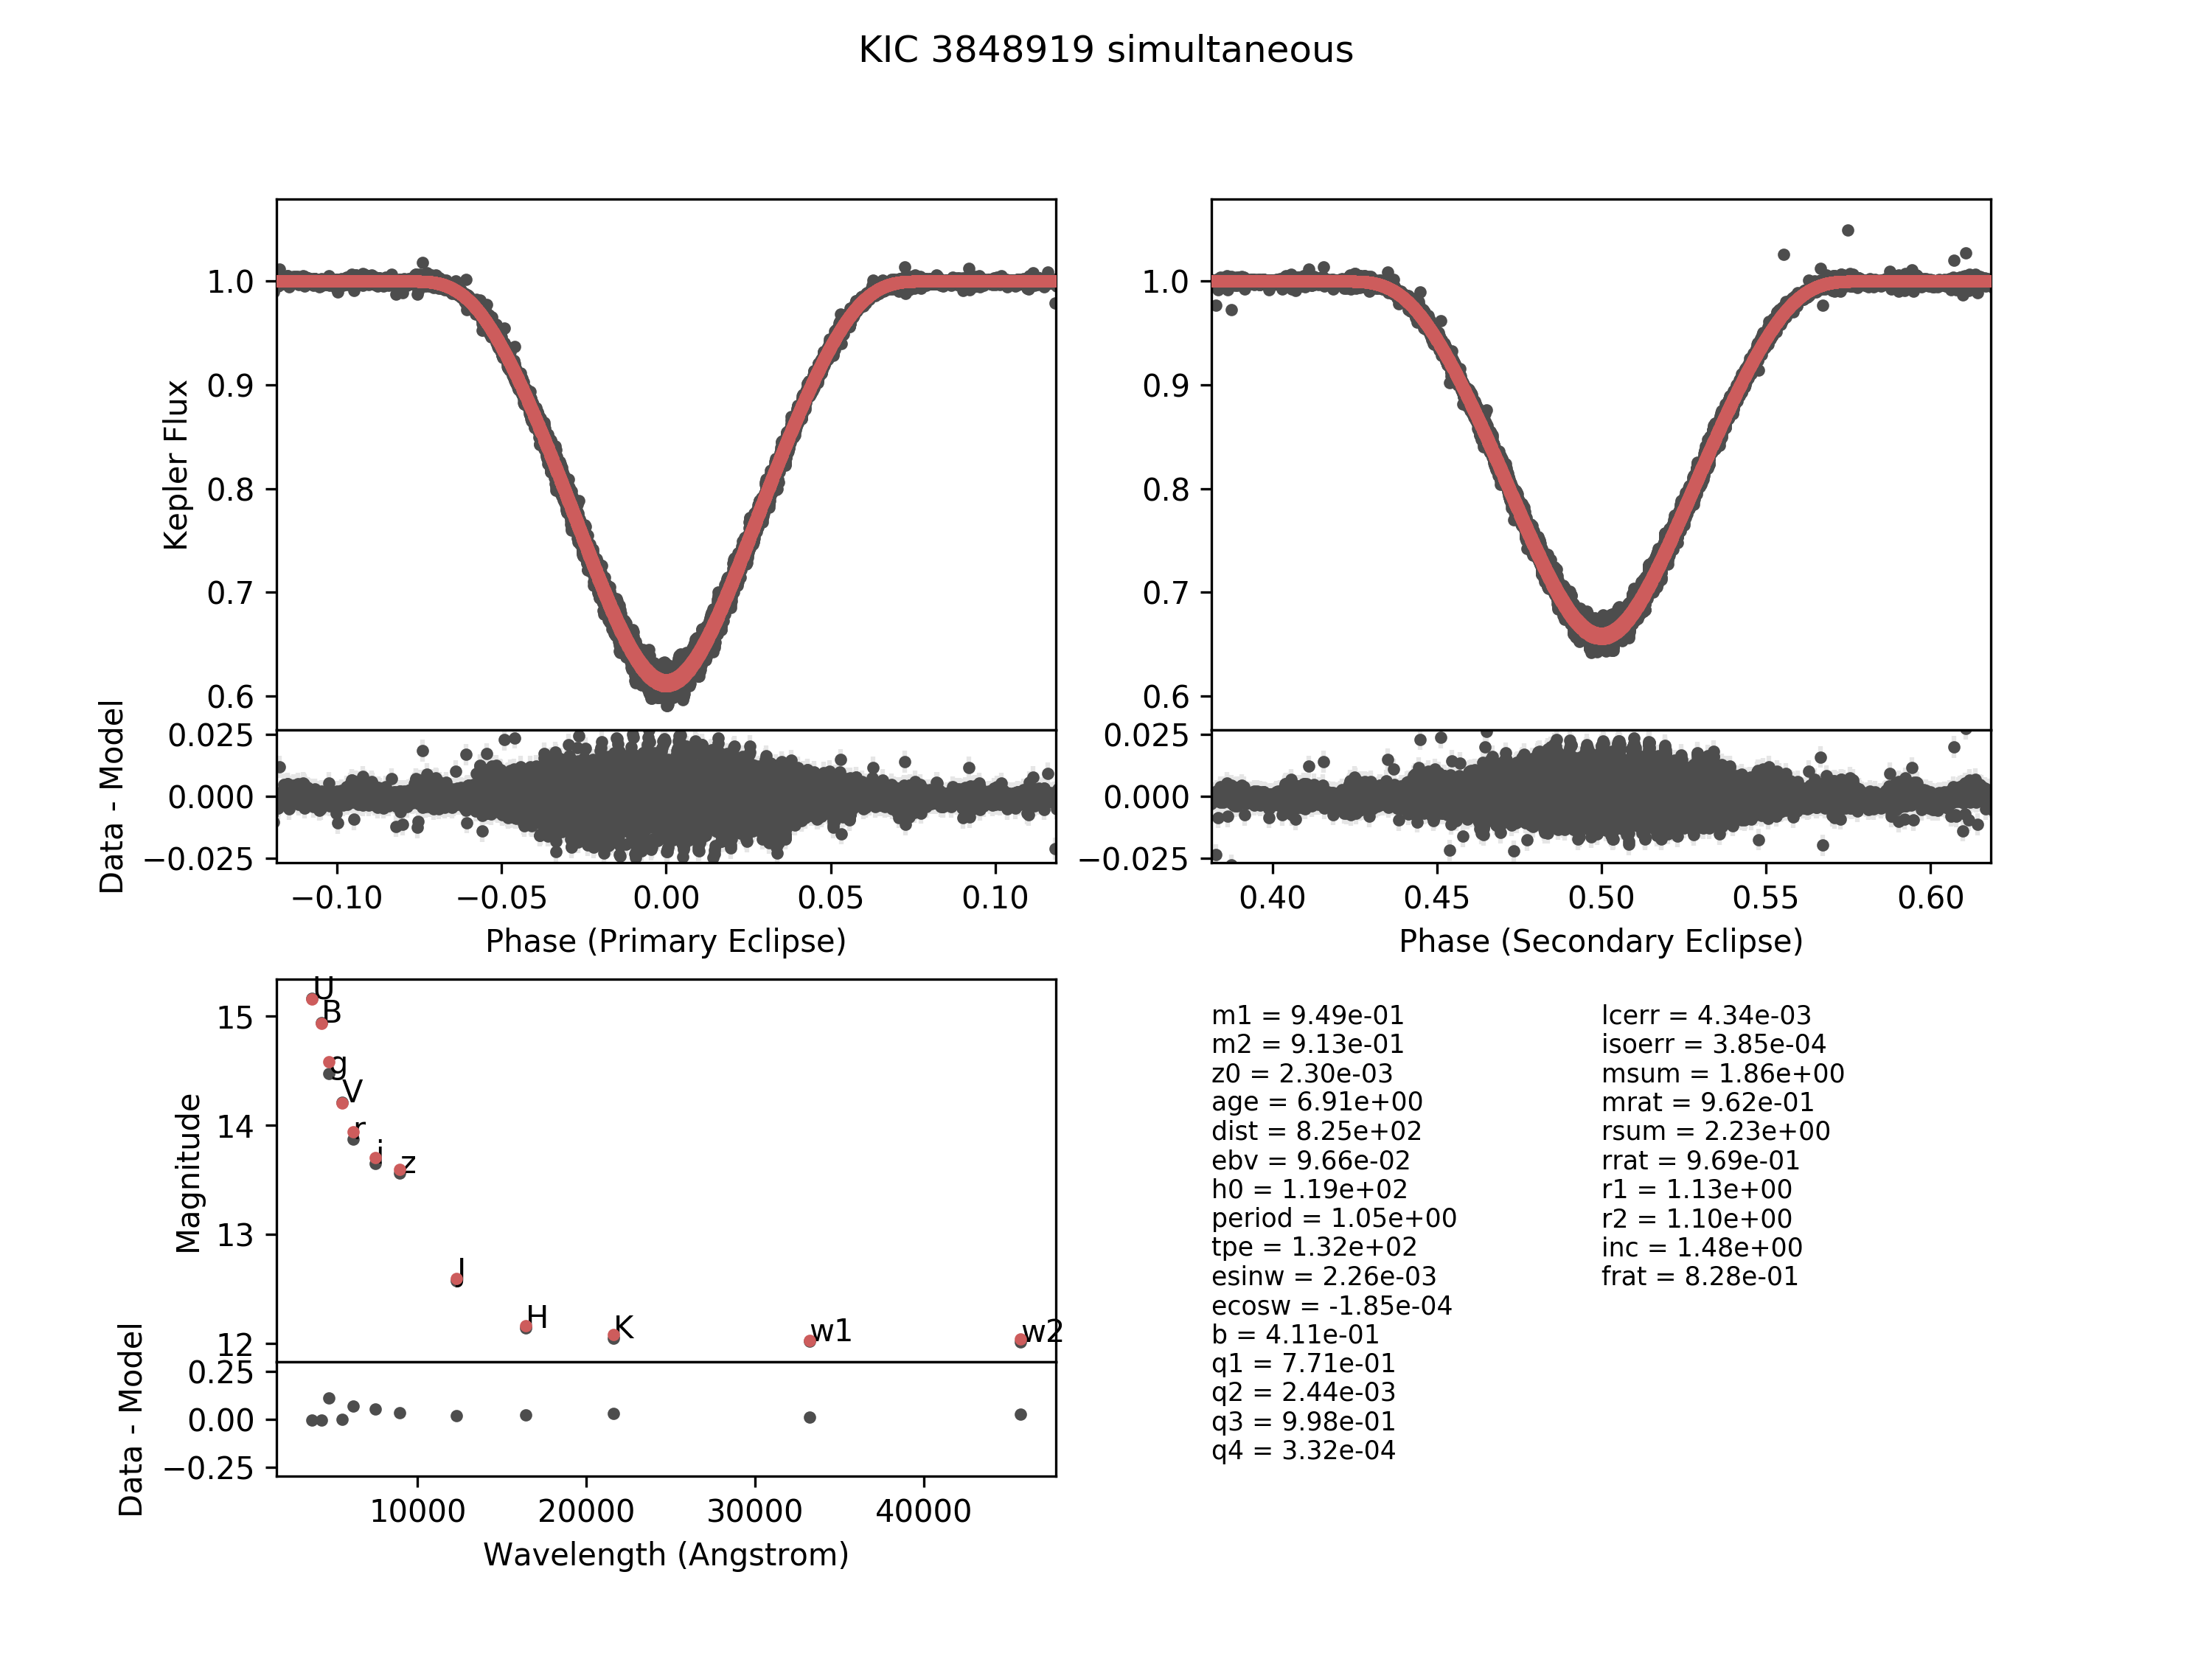 KIC 3848919 simultaneous
Kepler Flux
1.0
0.9
0.8
0.7
0.6
1.0
0.9
0.8
0.7
0.6
Data - Model
0.025
0.000
−0.025
0.025
0.000
−0.025
−0.10 −0.05 0.00 0.05 0.10
Phase (Primary Eclipse)
0.40 0.45 0.50 0.55 0.60
Phase (Secondary Eclipse)
Magnitude
15
14
13
12
U
B
g
V
r
i
z
J
H
K
w1
w2
Data - Model
0.25
0.00
−0.25
10000 20000 30000 40000
Wavelength (Angstrom)
m1 = 9.49e-01
m2 = 9.13e-01
z0 = 2.30e-03
age = 6.91e+00
dist = 8.25e+02
ebv = 9.66e-02
h0 = 1.19e+02
period = 1.05e+00
tpe = 1.32e+02
esinw = 2.26e-03
ecosw = -1.85e-04
b = 4.11e-01
q1 = 7.71e-01
q2 = 2.44e-03
q3 = 9.98e-01
q4 = 3.32e-04
lcerr = 4.34e-03
isoerr = 3.85e-04
msum = 1.86e+00
mrat = 9.62e-01
rsum = 2.23e+00
rrat = 9.69e-01
r1 = 1.13e+00
r2 = 1.10e+00
inc = 1.48e+00
frat = 8.28e-01